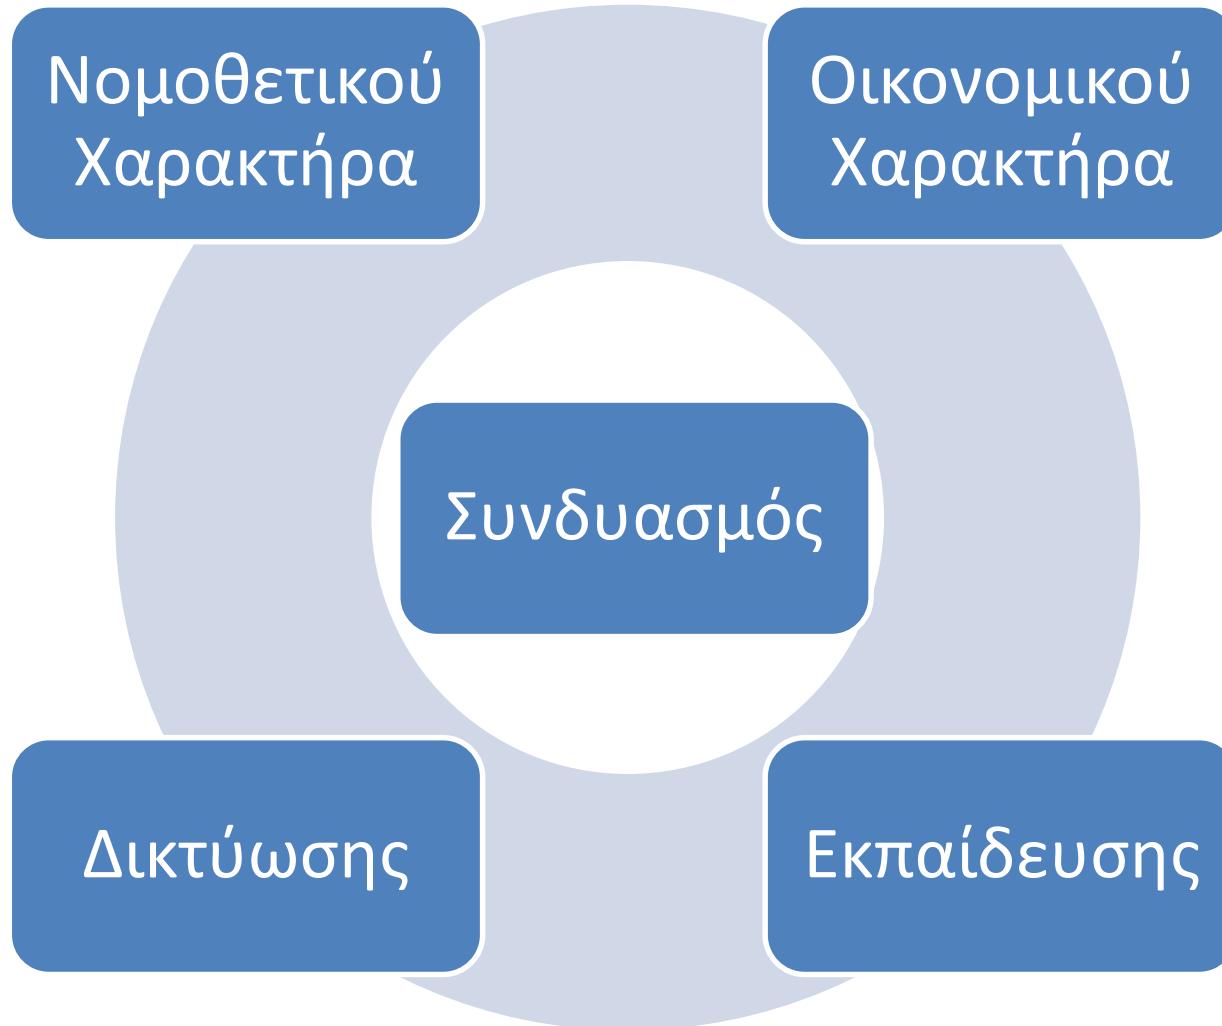 Νομοθετικού
Χαρακτήρα
Οικονομικού
Χαρακτήρα
Συνδυασμός
Δικτύωσης
Εκπαίδευσης